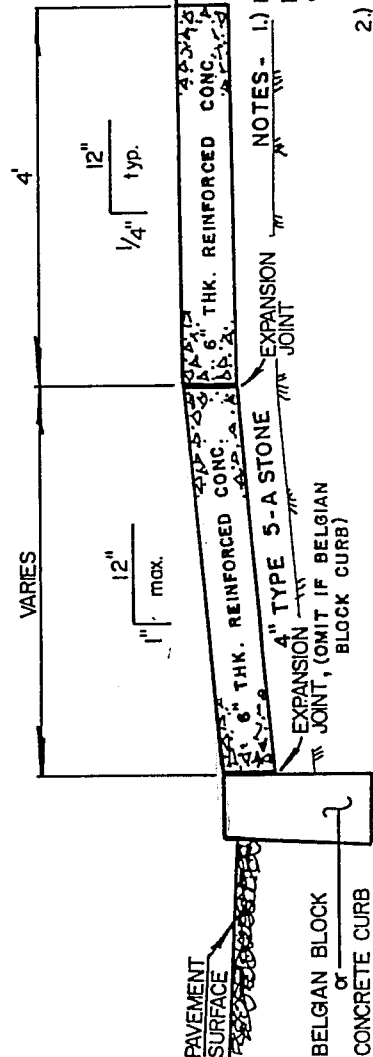 4'
VARIES
12"
1/4"
typ.
12"
1"
max.
6" THK. REINFORCED CONC.
6" THK. REINFORCED CONC.
PAVEMENT
SURFACE
EXPANSION
JOINT
4" TYPE 5-A STONE
EXPANSION
JOINT, (OMIT IF BELGIAN
BLOCK CURB)
BELGIAN BLOCK
or
CONCRETE CURB
NOTES- 1.)
2.)